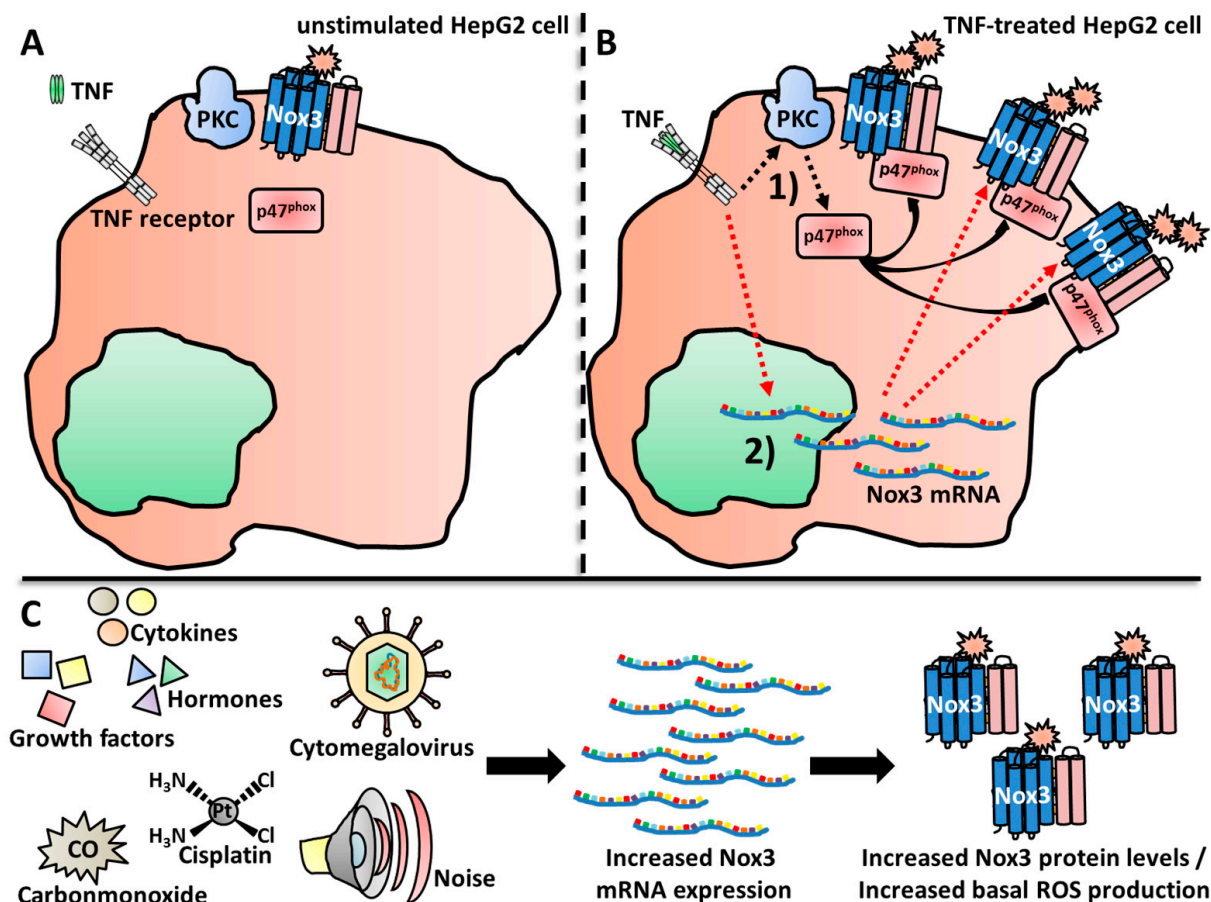 A
unstimulated HepG2 cell
TNF
PKC
Nox3
TNF receptor
p47phox
B
TNF-treated HepG2 cell
TNF
PKC
Nox3
Nox3
Nox3
1)
p47phox
p47phox
p47phox
p47phox
2)
Nox3 mRNA
C
Cytokines
Hormones
Growth factors
Cytomegalovirus
H3N
Cl
Pt
H3N
Cl
Cisplatin
CO
Carbonmonoxide
Noise
Increased Nox3
mRNA expression
Nox3
Nox3
Nox3
Increased Nox3 protein levels /
Increased basal ROS production